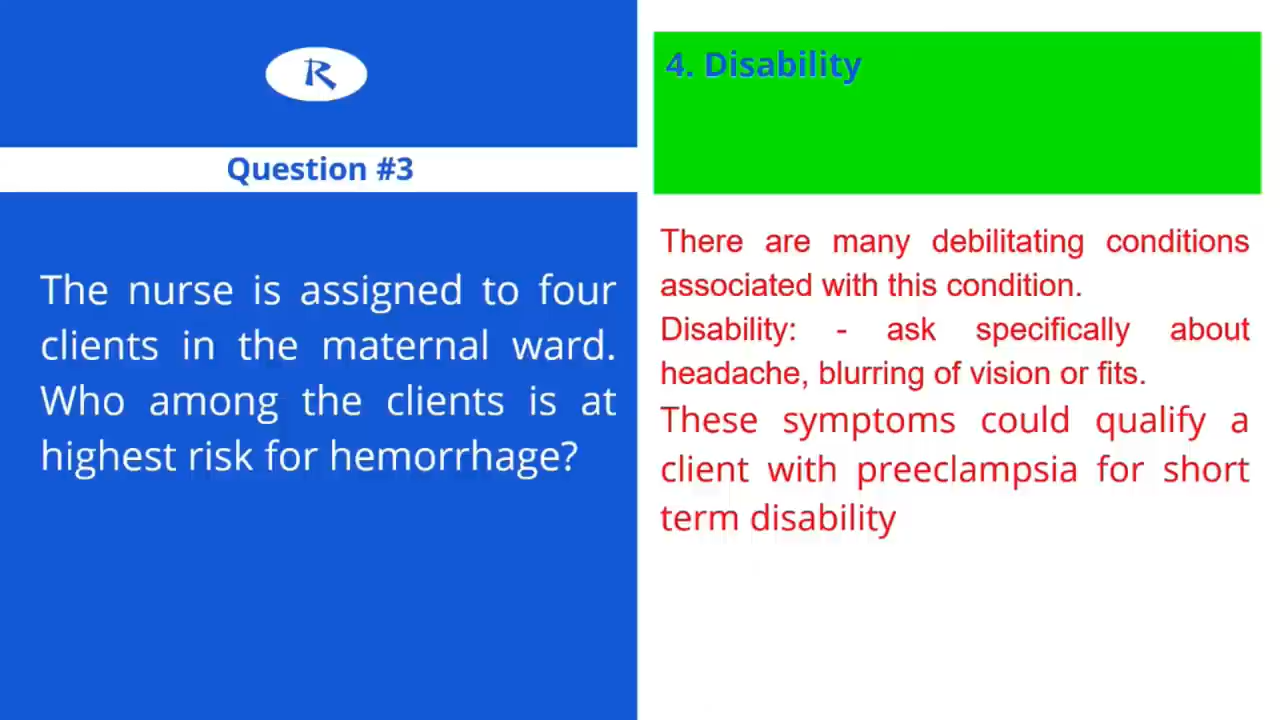 R
Question #3
The nurse is assigned to four
clients in the maternal ward.
Who among the clients is at
highest risk for hemorrhage?
4. Disability
There are many debilitating conditions
associated with this condition.
Disability: - ask specifically about
headache, blurring of vision or fits.
These symptoms could qualify a
client with preeclampsia for short
term disability